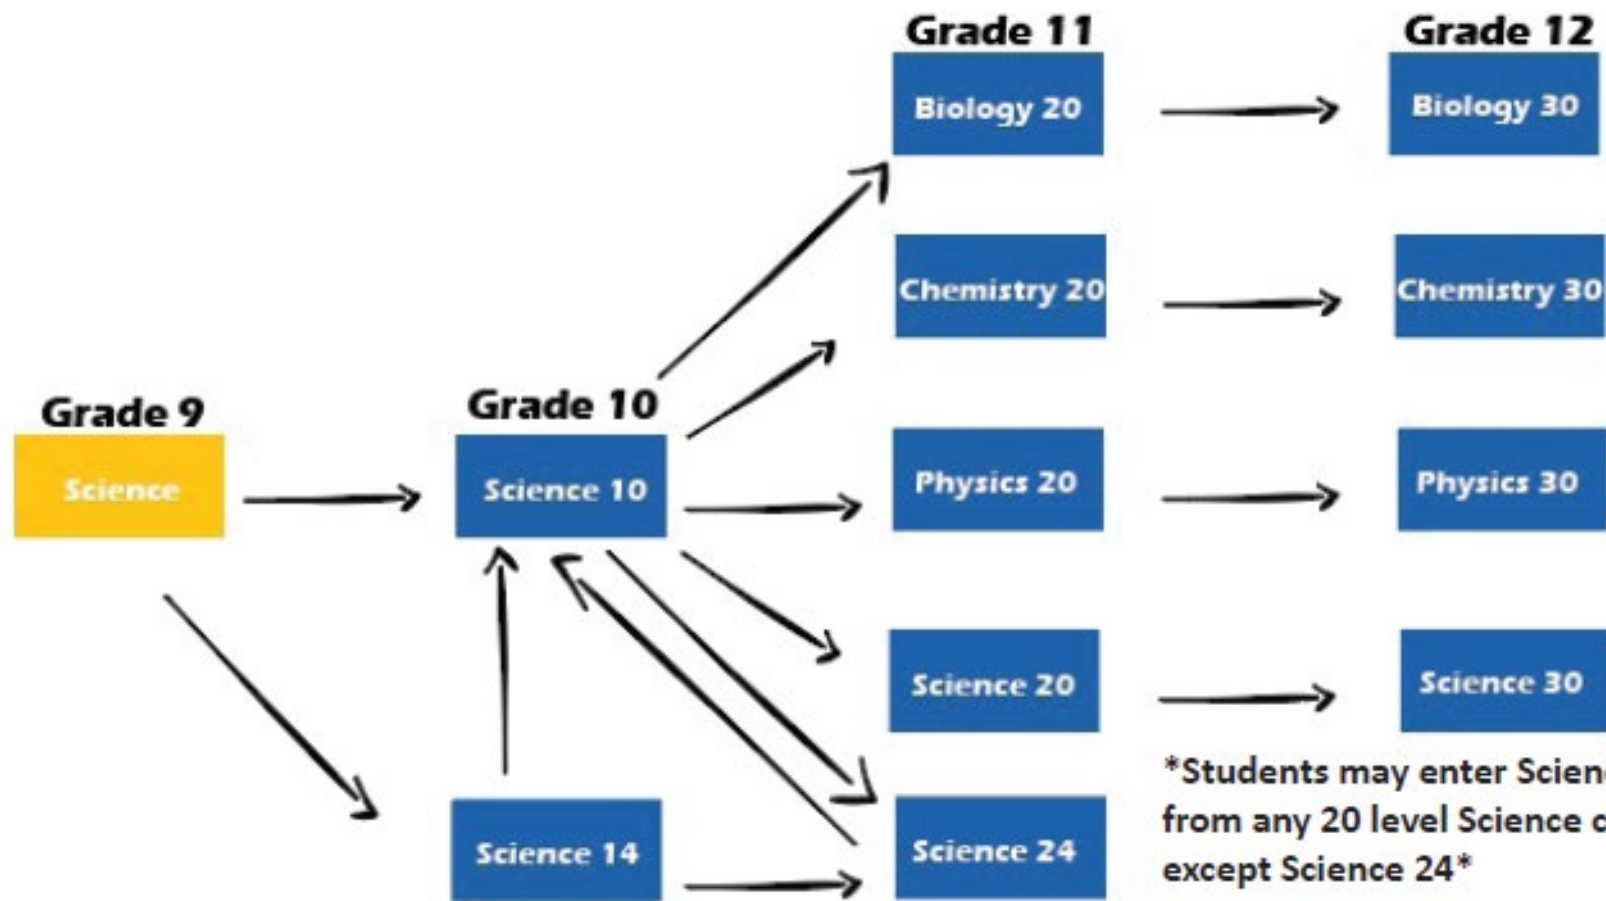 Grade 11
Grade 12
Biology 20
Biology 30
Chemistry 20
Chemistry 30
Grade 9
Grade 10
Science
Science 10
Physics 20
Physics 30
Science 20
Science 30
*Students may enter
from any 20 level Science
except Science 24*
Science 14
Science 24